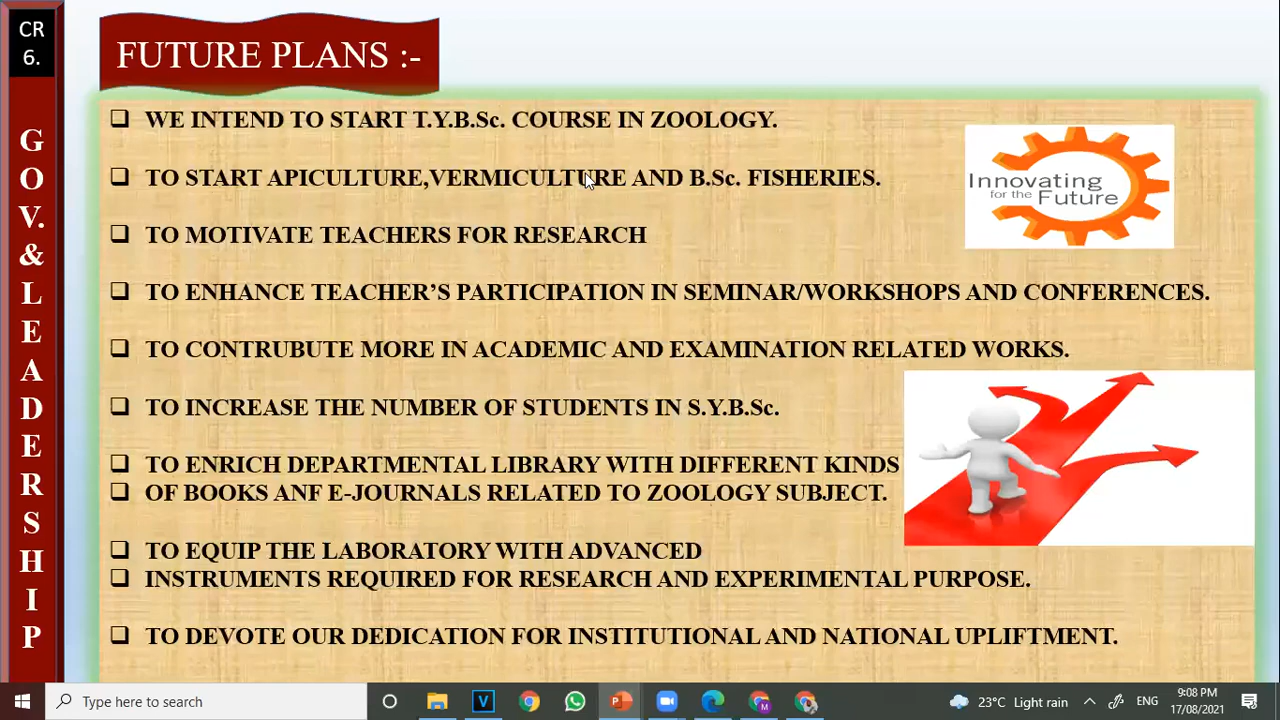 CR
6.
GOV.&LEADERSHIP
FUTURE PLANS :-
WE INTEND TO START T.Y.B.Sc. COURSE IN ZOOLOGY.
TO START APICULTURE,VERMICULTURE AND B.Sc. FISHERIES.
TO MOTIVATE TEACHERS FOR RESEARCH
TO ENHANCE TEACHER’S PARTICIPATION IN SEMINAR/WORKSHOPS AND CONFERENCES.
TO CONTRUBUTE MORE IN ACADEMIC AND EXAMINATION RELATED WORKS.
TO INCREASE THE NUMBER OF STUDENTS IN S.Y.B.Sc.
TO ENRICH DEPARTMENTAL LIBRARY WITH DIFFERENT KINDS
OF BOOKS ANF E-JOURNALS RELATED TO ZOOLOGY SUBJECT.
TO EQUIP THE LABORATORY WITH ADVANCED
INSTRUMENTS REQUIRED FOR RESEARCH AND EXPERIMENTAL PURPOSE.
TO DEVOTE OUR DEDICATION FOR INSTITUTIONAL AND NATIONAL UPLIFTMENT.
Innovating
for the Future
Type here to search
23°C Light rain
ENG
9:08 PM
17/08/2021